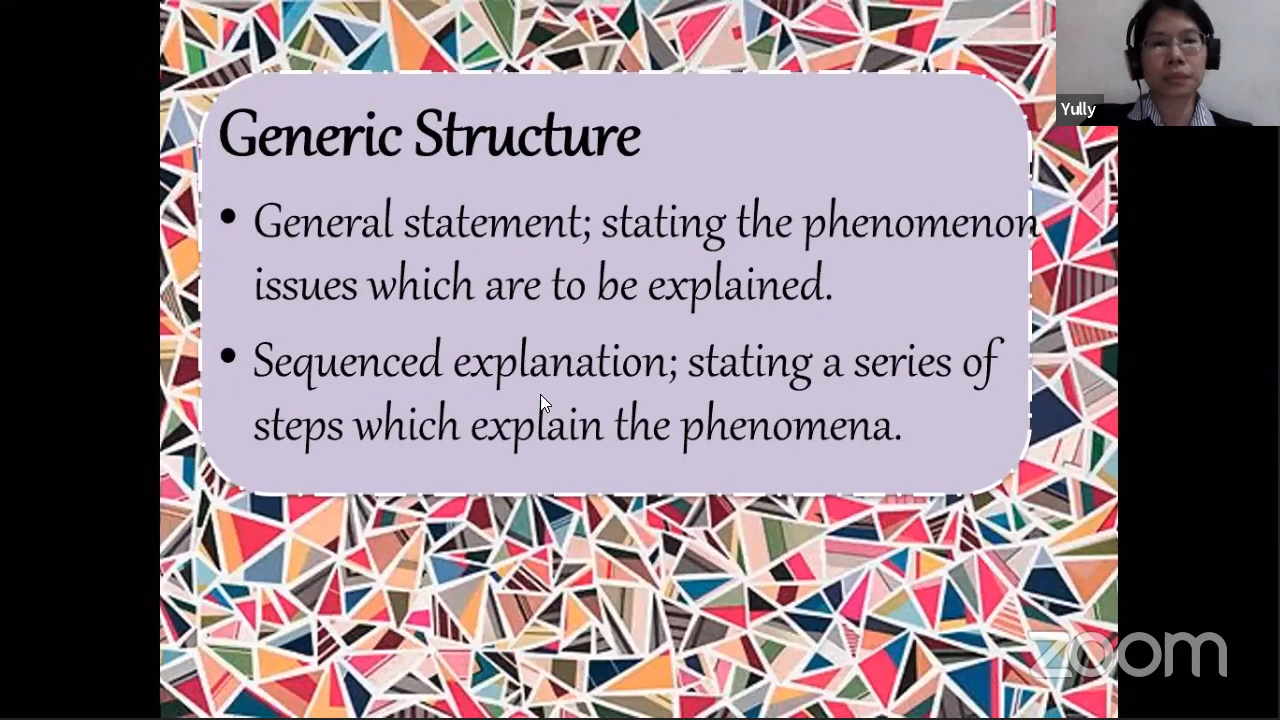 Generic Structure
• General statement; stating the phenomenon
issues which are to be explained.
• Sequenced explanation; stating a series of
steps which explain the phenomena.
Yully
zoom